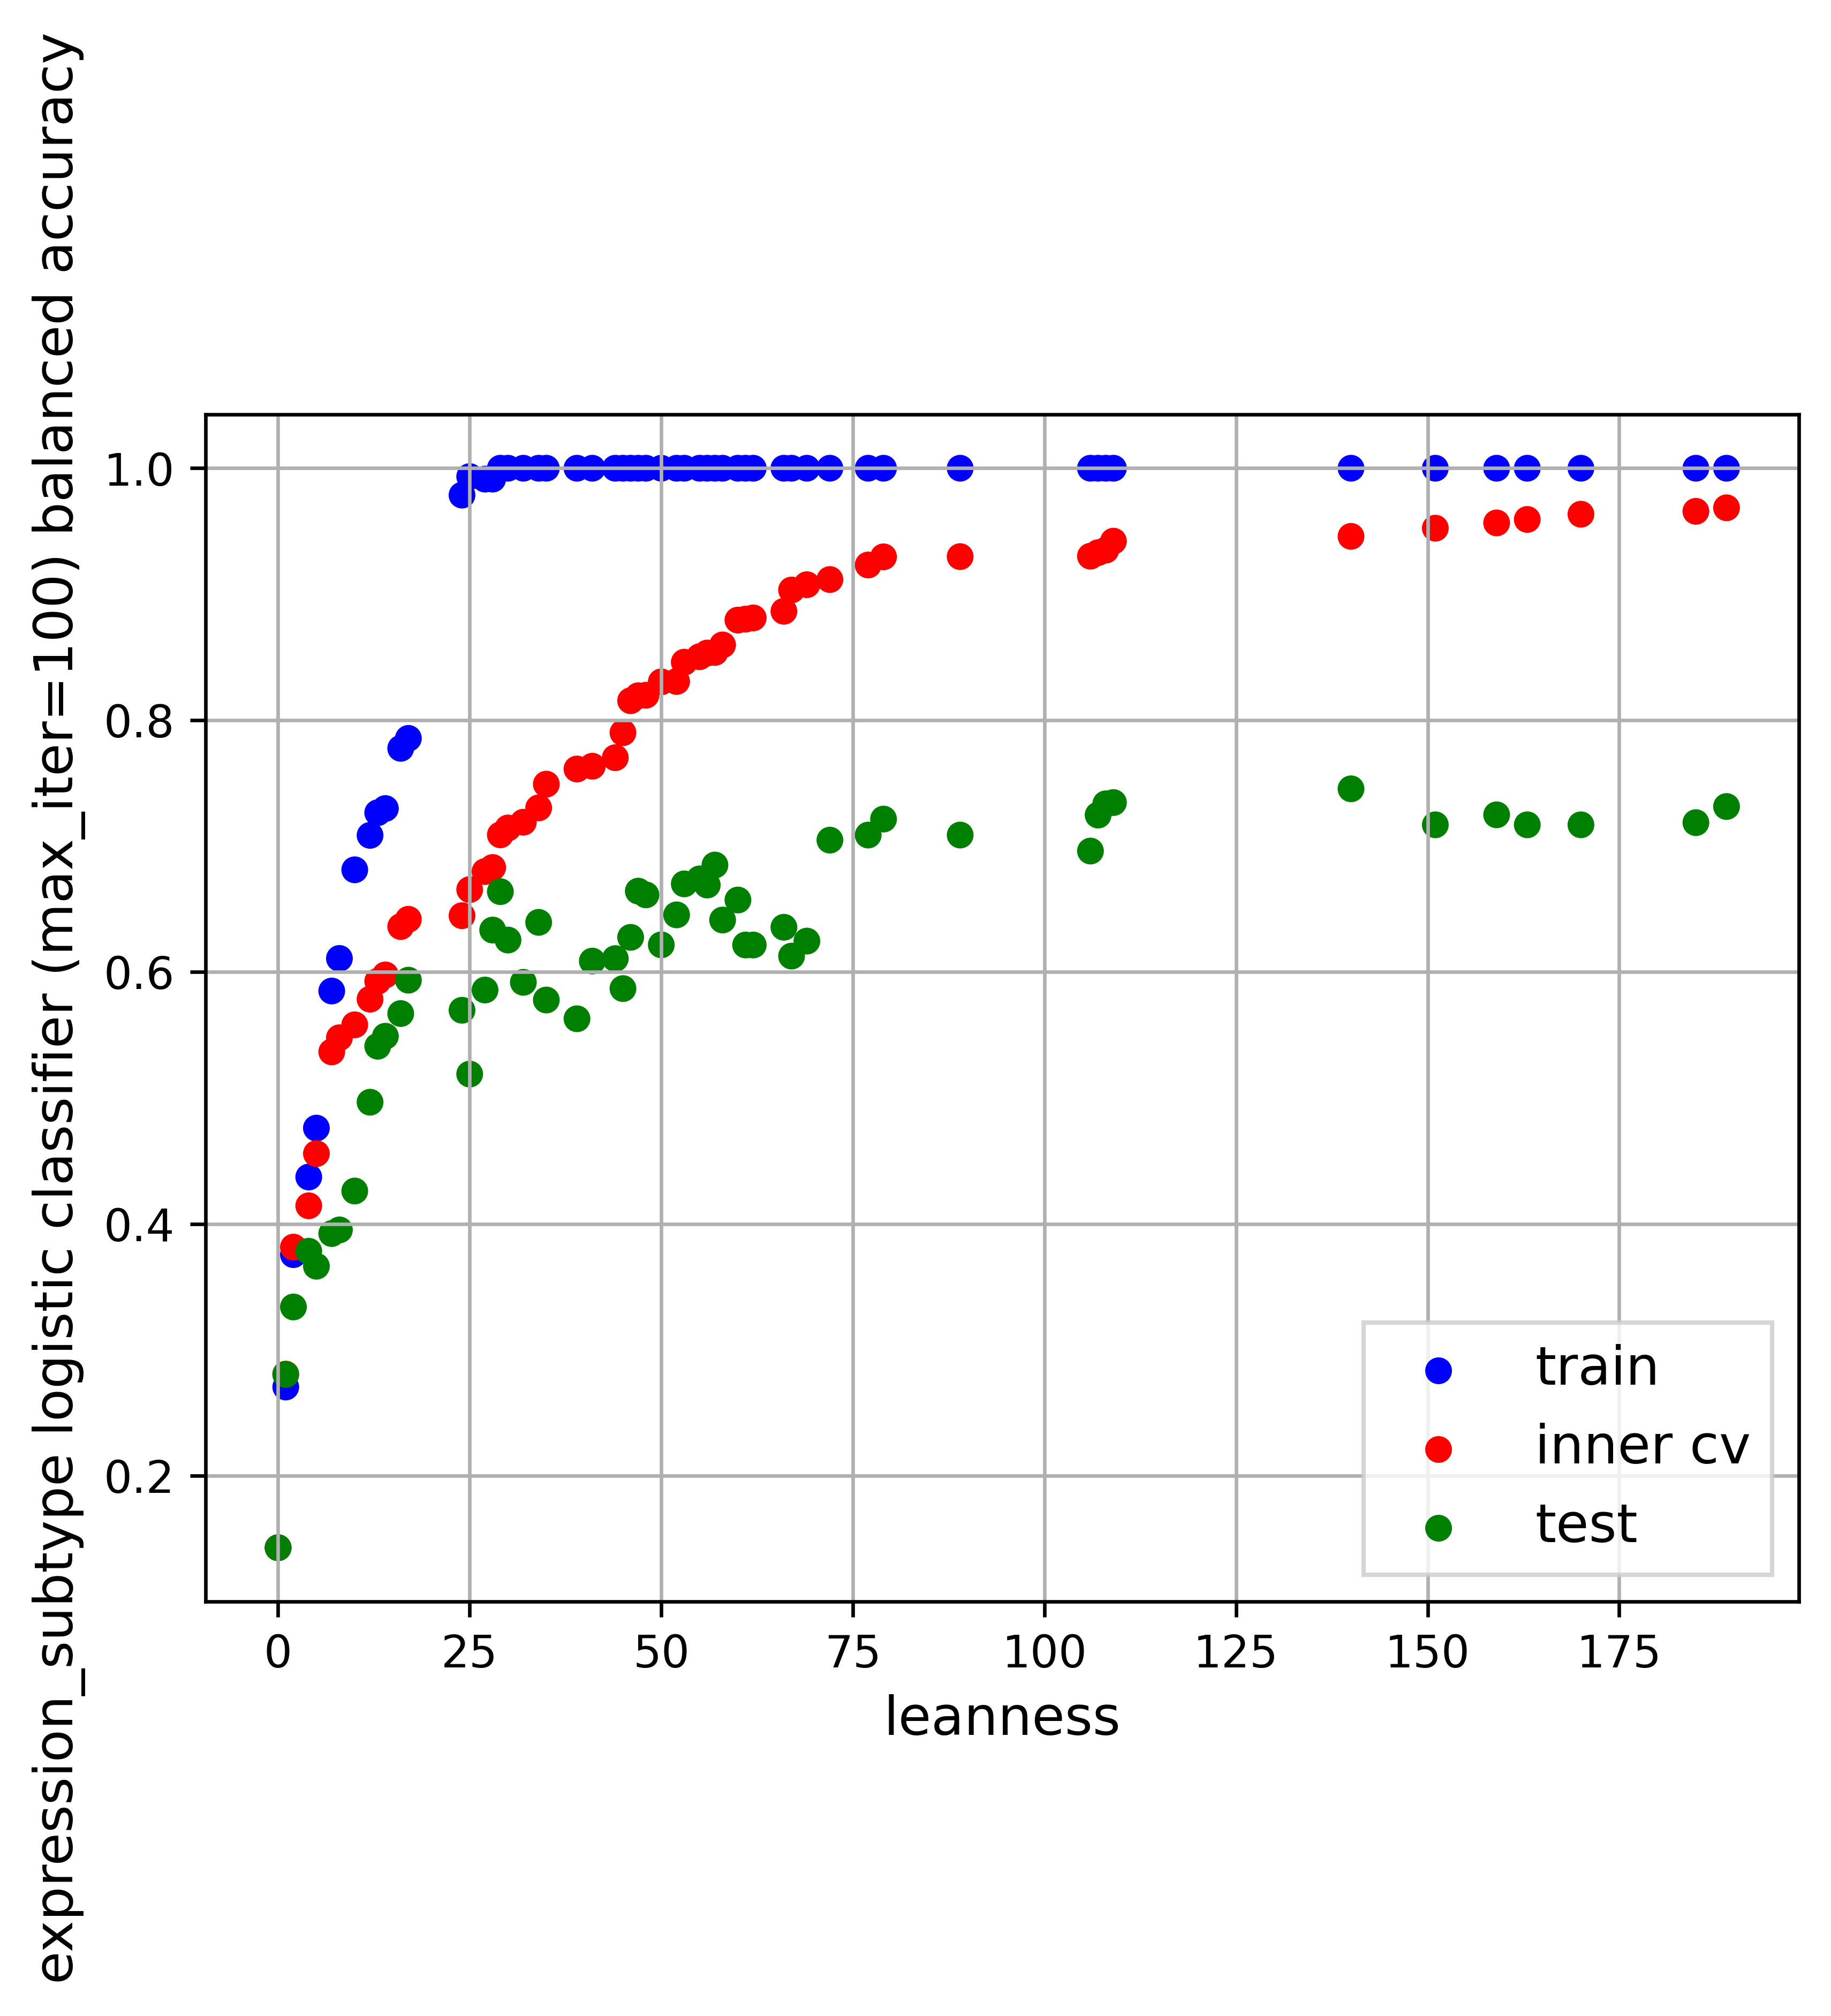 expression_subtype logistic classifier (max_iter=100) balanced accuracy
1.0
0.8
0.6
0.4
0.2
train
inner cv
test
0 25 50 75 100 125 150 175
leanness